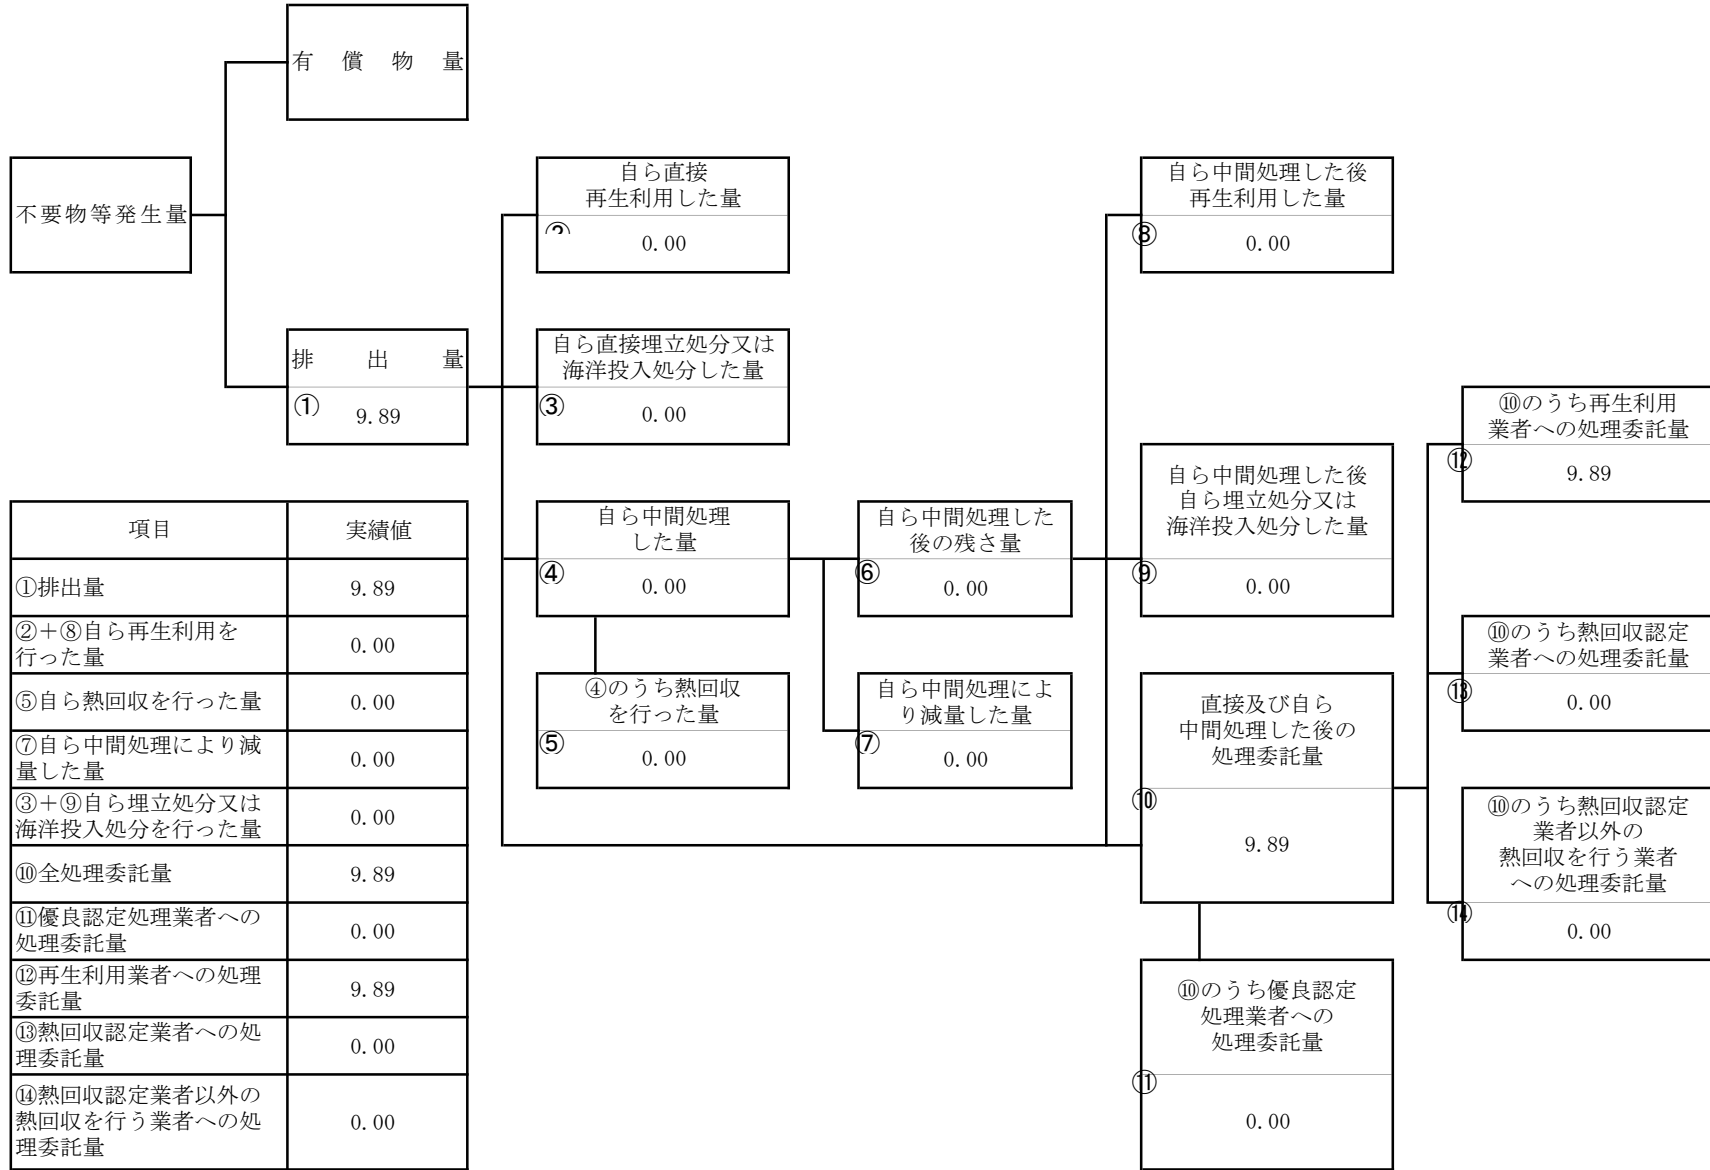 有償物量
不要物等発生量
排出量
①
9.89
自ら直接
再生利用した量
②
0.00
自ら直接埋立処分又は
海洋投入処分した量
③
0.00
自ら中間処理
した量
④
0.00
④のうち熱回収
を行った量
⑤
0.00
自ら中間処理した
後の残さ量
⑥
0.00
自ら中間処理によ
り減量した量
⑦
0.00
自ら中間処理した後
再生利用した量
⑧
0.00
自ら中間処理した後
自ら埋立処分又は
海洋投入処分した量
⑨
0.00
直接及び自ら
中間処理した後の
処理委託量
⑩
9.89
⑩のうち優良認定
処理業者への
処理委託量
⑪
0.00
⑩のうち再生利用
業者への処理委託量
⑫
9.89
⑩のうち熱回収認定
業者への処理委託量
⑬
0.00
⑩のうち熱回収認定
業者以外の
熱回収を行う業者
への処理委託量
⑭
0.00
項目 実績値
①排出量 9.89
②+⑧自ら再生利用を
行った量 0.00
⑤自ら熱回収を行った量 0.00
⑦自ら中間処理により減
量した量 0.00
③+⑨自ら埋立処分又は
海洋投入処分を行った量 0.00
⑩全処理委託量 9.89
⑪優良認定処理業者への
処理委託量 0.00
⑫再生利用業者への処理
委託量 9.89
⑬熱回収認定業者への処
理委託量 0.00
⑭熱回収認定業者以外の
熱回収を行う業者への処
理委託量 0.00